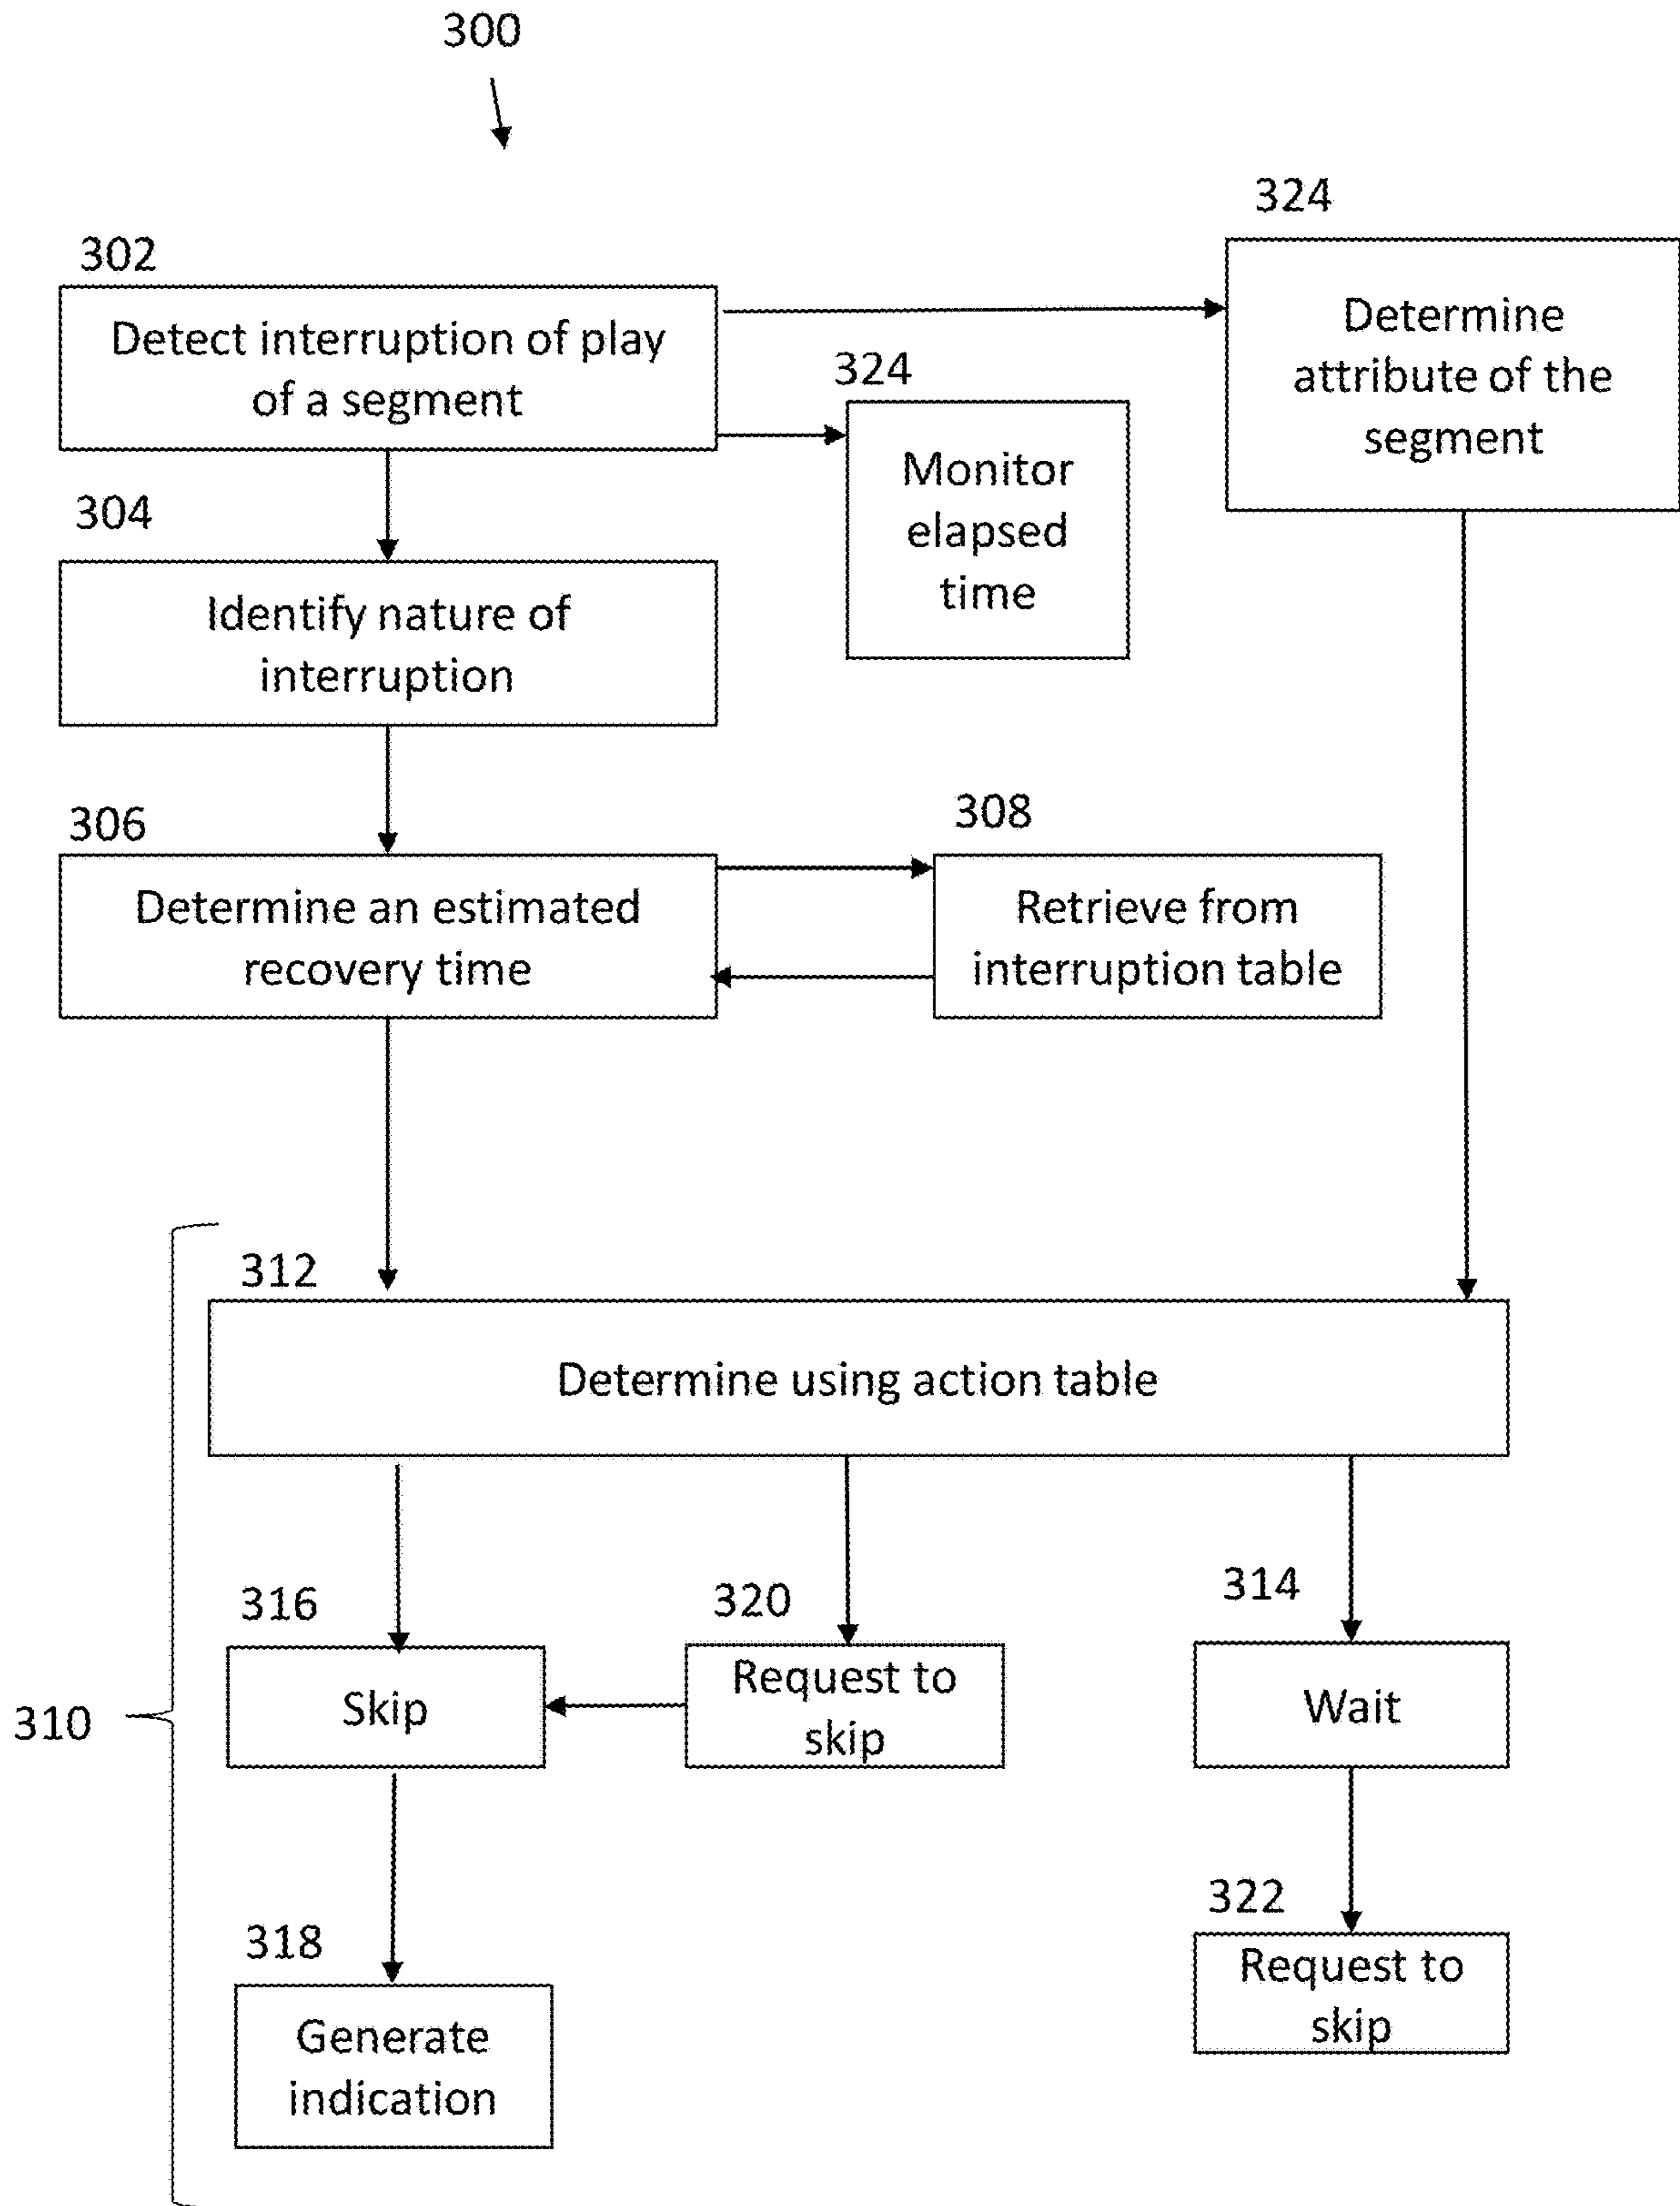 300
324
302
Determine
attribute of the
segment
Detect interruption of play
of a segment
324
Monitor
elapsed
time
304
Identify nature of
interruption
306
308
Determine an estimated
recovery time
Retrieve from
interruption table
312
Determine using action table
316
320
314
Skip
Request to
skip
Wait
310
322
318
Request to
skip
Generate
indication